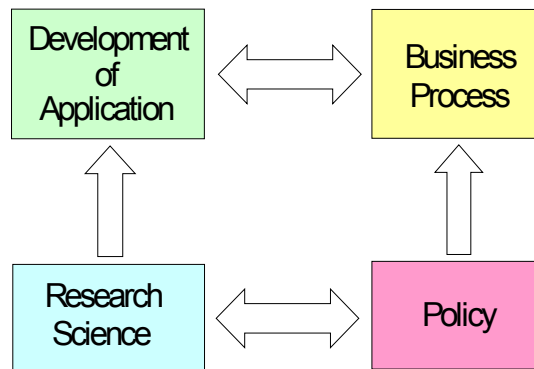 Development
of
Application
Business
Process
Research
Science
Policy